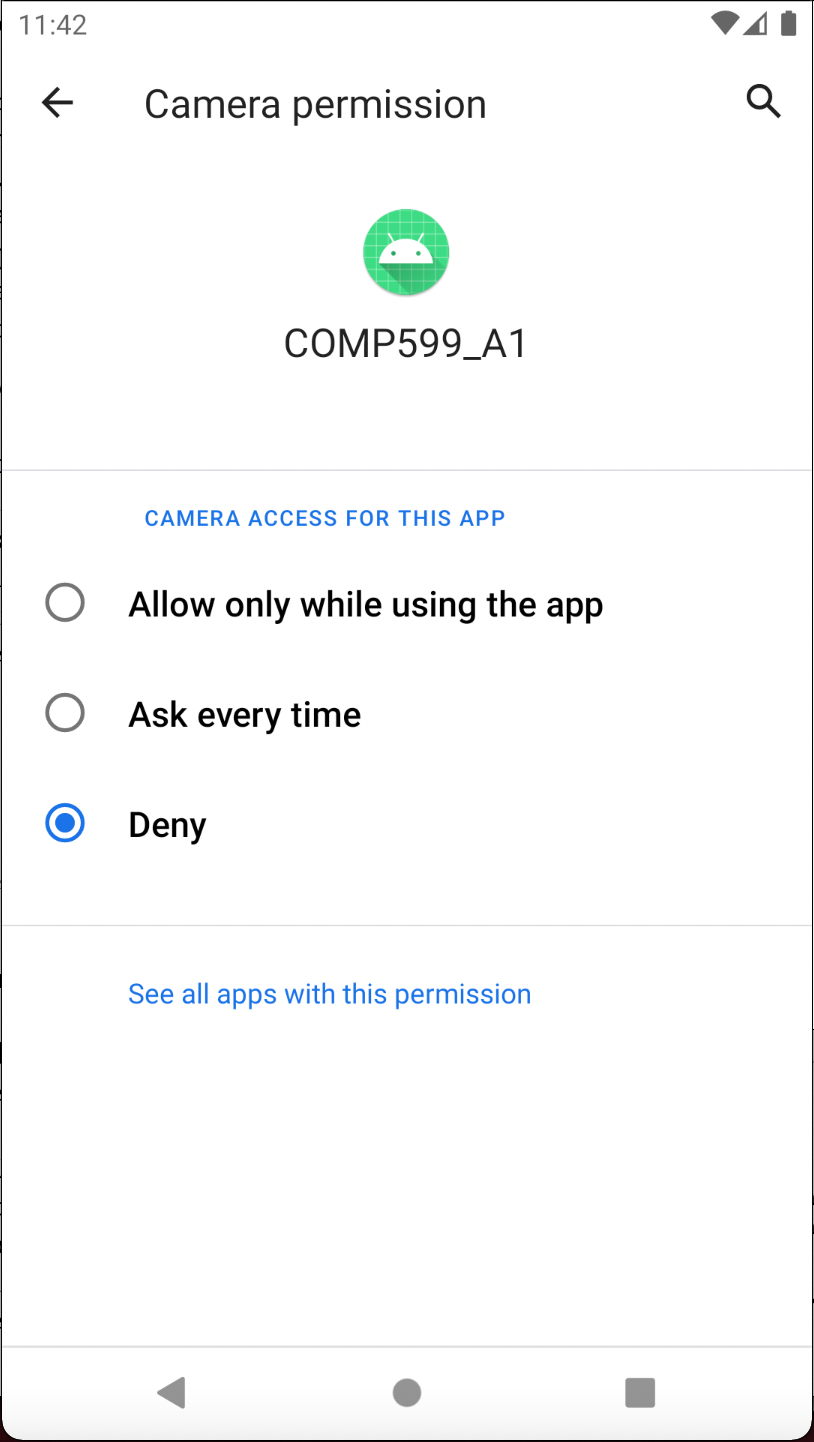 11:42
Camera permission
COMP599_A1
CAMERA ACCESS FOR THIS APP
Allow only while using the app
Ask every time
Deny
See all apps with this permission